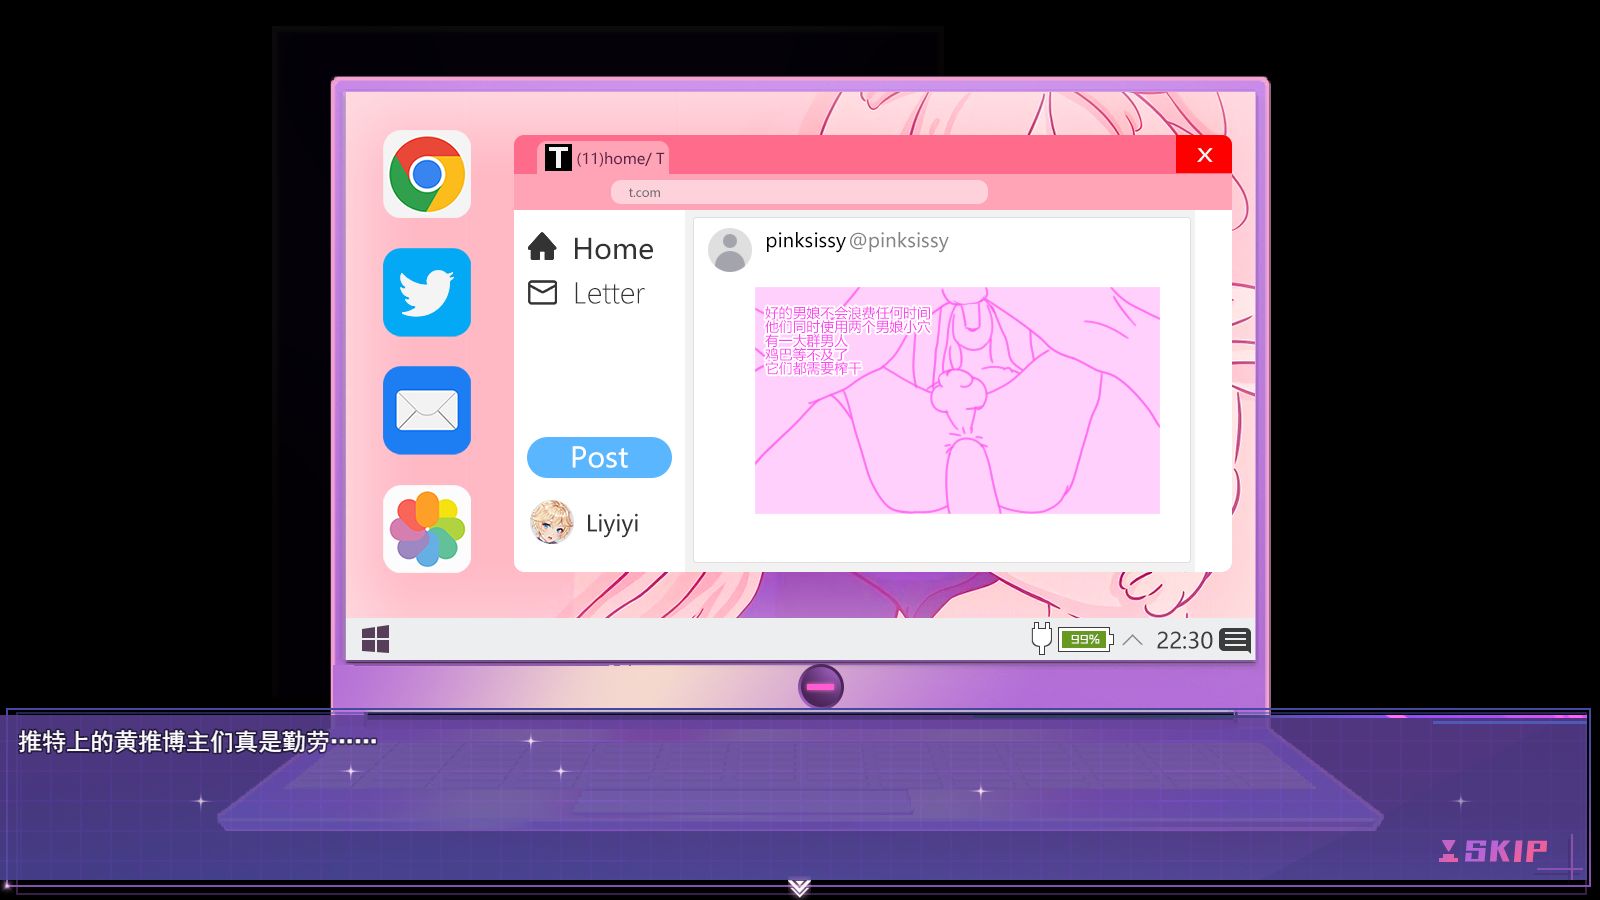 T (11)home/ T
X
t.com
Home
Letter
Post
Liyiyi
pinksissy @pinksissy
好的男娘不会浪费任何时间
他们同时使用两个男娘小穴
有一大群男人
鸡巴等不及了
它们都需要榨干
99%
22:30
推特上的黄推博主们真是勤劳……
SKIP